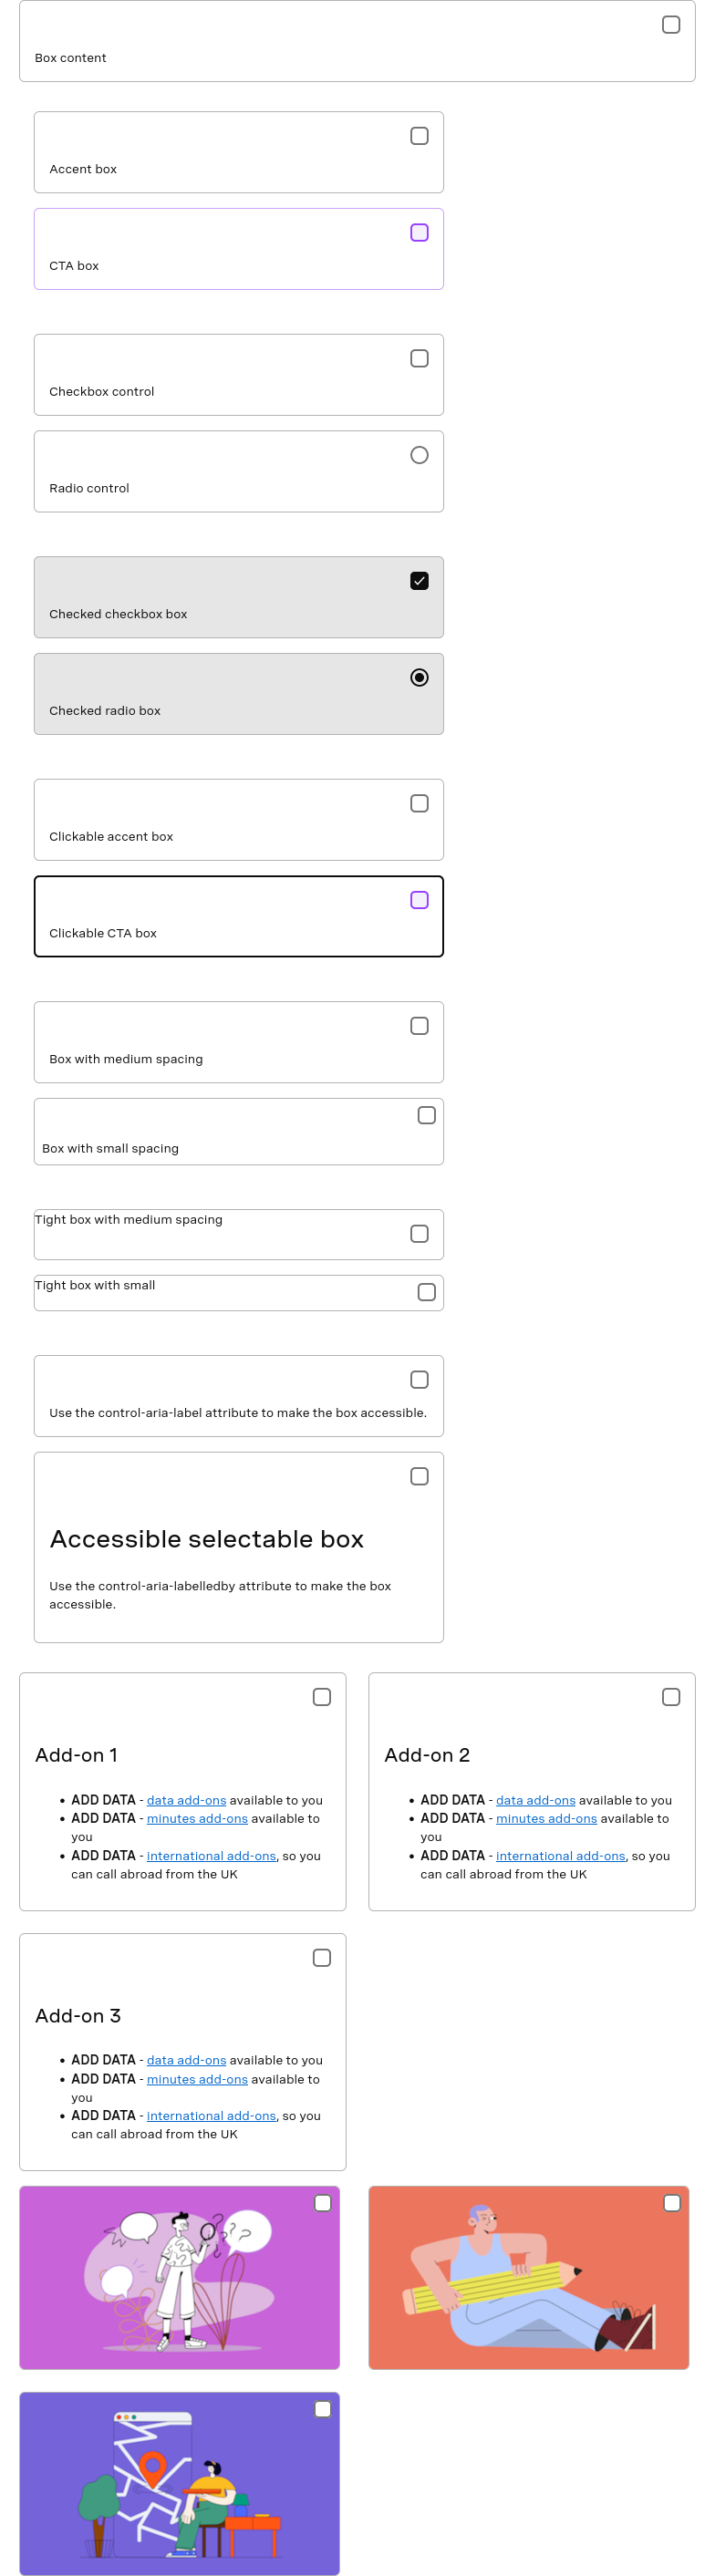 Box content
Accent box
CTA box
Checkbox control
Radio control
Checked checkbox box
Checked radio box
Clickable accent box
Clickable CTA box
Box with medium spacing
Box with small spacing
Tight box with medium spacing
Tight box with small
Use the control-aria-label attribute to make the box accessible.
Accessible selectable box
Use the control-aria-labelledby attribute to make the box
accessible.
Add-on 1
• ADD DATA - data add-ons available to you
• ADD DATA - minutes add-ons available to
you
• ADD DATA - international add-ons, so you
can call abroad from the UK
Add-on 2
• ADD DATA - data add-ons available to you
• ADD DATA - minutes add-ons available to
you
• ADD DATA - international add-ons, so you
can call abroad from the UK
Add-on 3
• ADD DATA - data add-ons available to you
• ADD DATA - minutes add-ons available to
you
• ADD DATA - international add-ons, so you
can call abroad from the UK